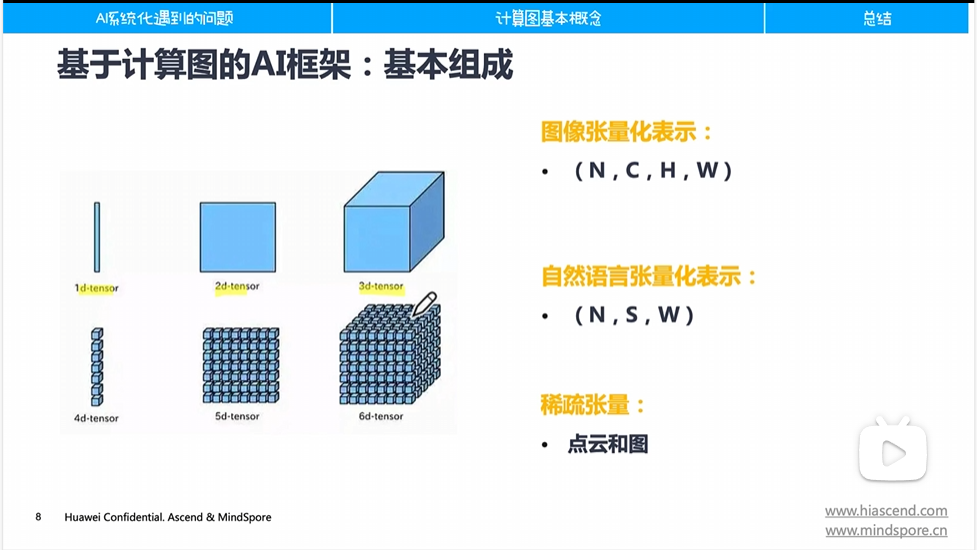 AI系统化遇到的问题
计算图基本概念
总结
基于计算图的AI框架：基本组成
1d-tensor
2d-tensor
3d-tensor
4d-tensor
5d-tensor
6d-tensor
图像张量化表示：
• （N，C，H，W）
自然语言张量化表示：
• （N，S，W）
稀疏张量：
• 点云和图
8 Huawei Confidential. Ascend & MindSpore
www.hiascend.com
www.mindspore.cn